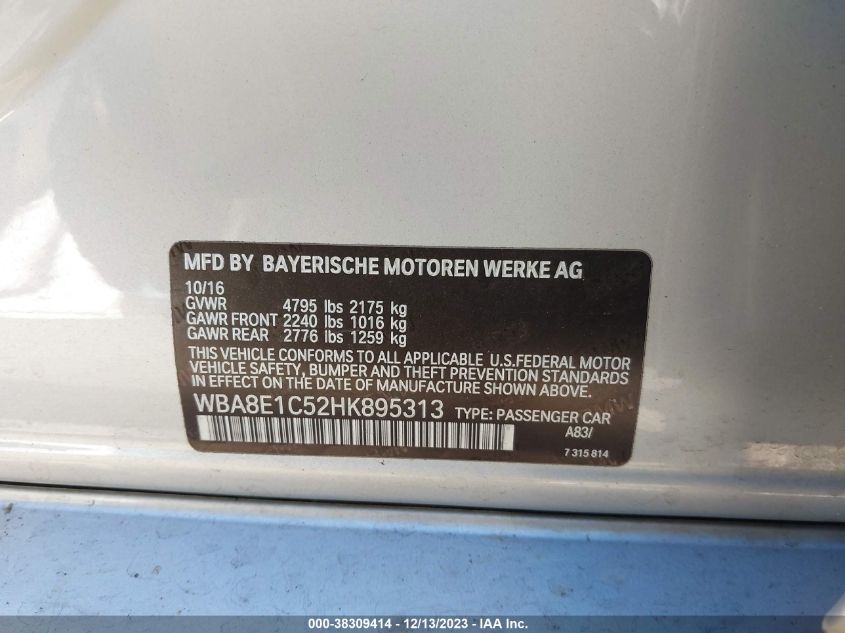 MFD BY BAYERISCHE MOTOREN WERKE AG
10/16
GVWR 4795 lbs 2175 kg
GAWR FRONT 2240 lbs 1016 kg
GAWR REAR 2776 lbs 1259 kg
THIS VEHICLE CONFORMS TO ALL APPLICABLE U.S.FEDERAL MOTOR
VEHICLE SAFETY, BUMPER AND THEFT PREVENTION STANDARDS
IN EFFECT ON THE DATE OF MANUFACTURE SHOWN ABOVE.
WBA8E1C52HK895313 TYPE: PASSENGER CAR
A83/
7 315 814
000-38309414 - 12/13/2023 - IAA Inc.